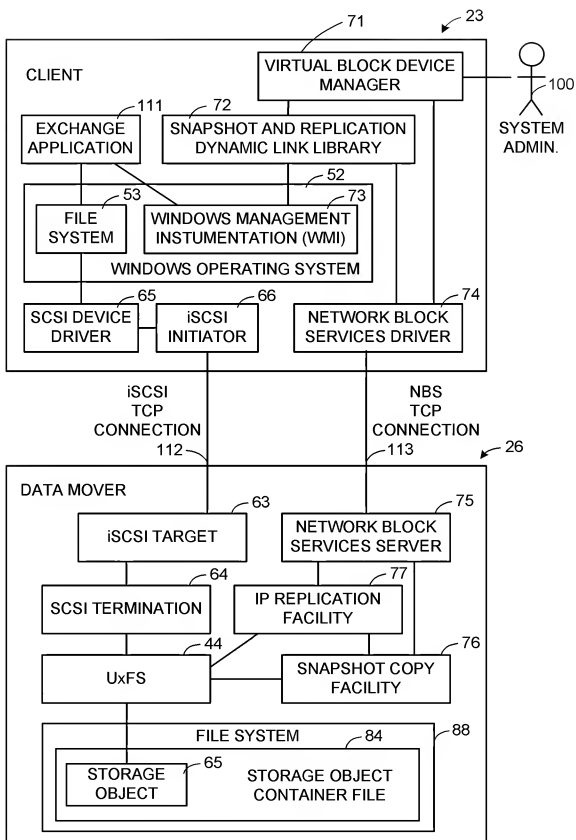 71
23
CLIENT
VIRTUAL BLOCK DEVICE
MANAGER
100
SYSTEM
ADMIN.
111
72
EXCHANGE
APPLICATION
SNAPSHOT AND REPLICATION
DYNAMIC LINK LIBRARY
52
53
73
FILE
SYSTEM
WINDOWS MANAGEMENT
INSTUMENTATION (WMI)
WINDOWS OPERATING SYSTEM
65
66
74
SCSI DEVICE
DRIVER
iSCSI
INITIATOR
NETWORK BLOCK
SERVICES DRIVER
iSCSI
TCP
CONNECTION
NBS
TCP
CONNECTION
112
113
26
DATA MOVER
63
75
iSCSI TARGET
NETWORK BLOCK
SERVICES SERVER
64
77
SCSI TERMINATION
IP REPLICATION
FACILITY
44
76
UxFS
SNAPSHOT COPY
FACILITY
FILE SYSTEM
84
88
65
STORAGE
OBJECT
STORAGE OBJECT
CONTAINER FILE